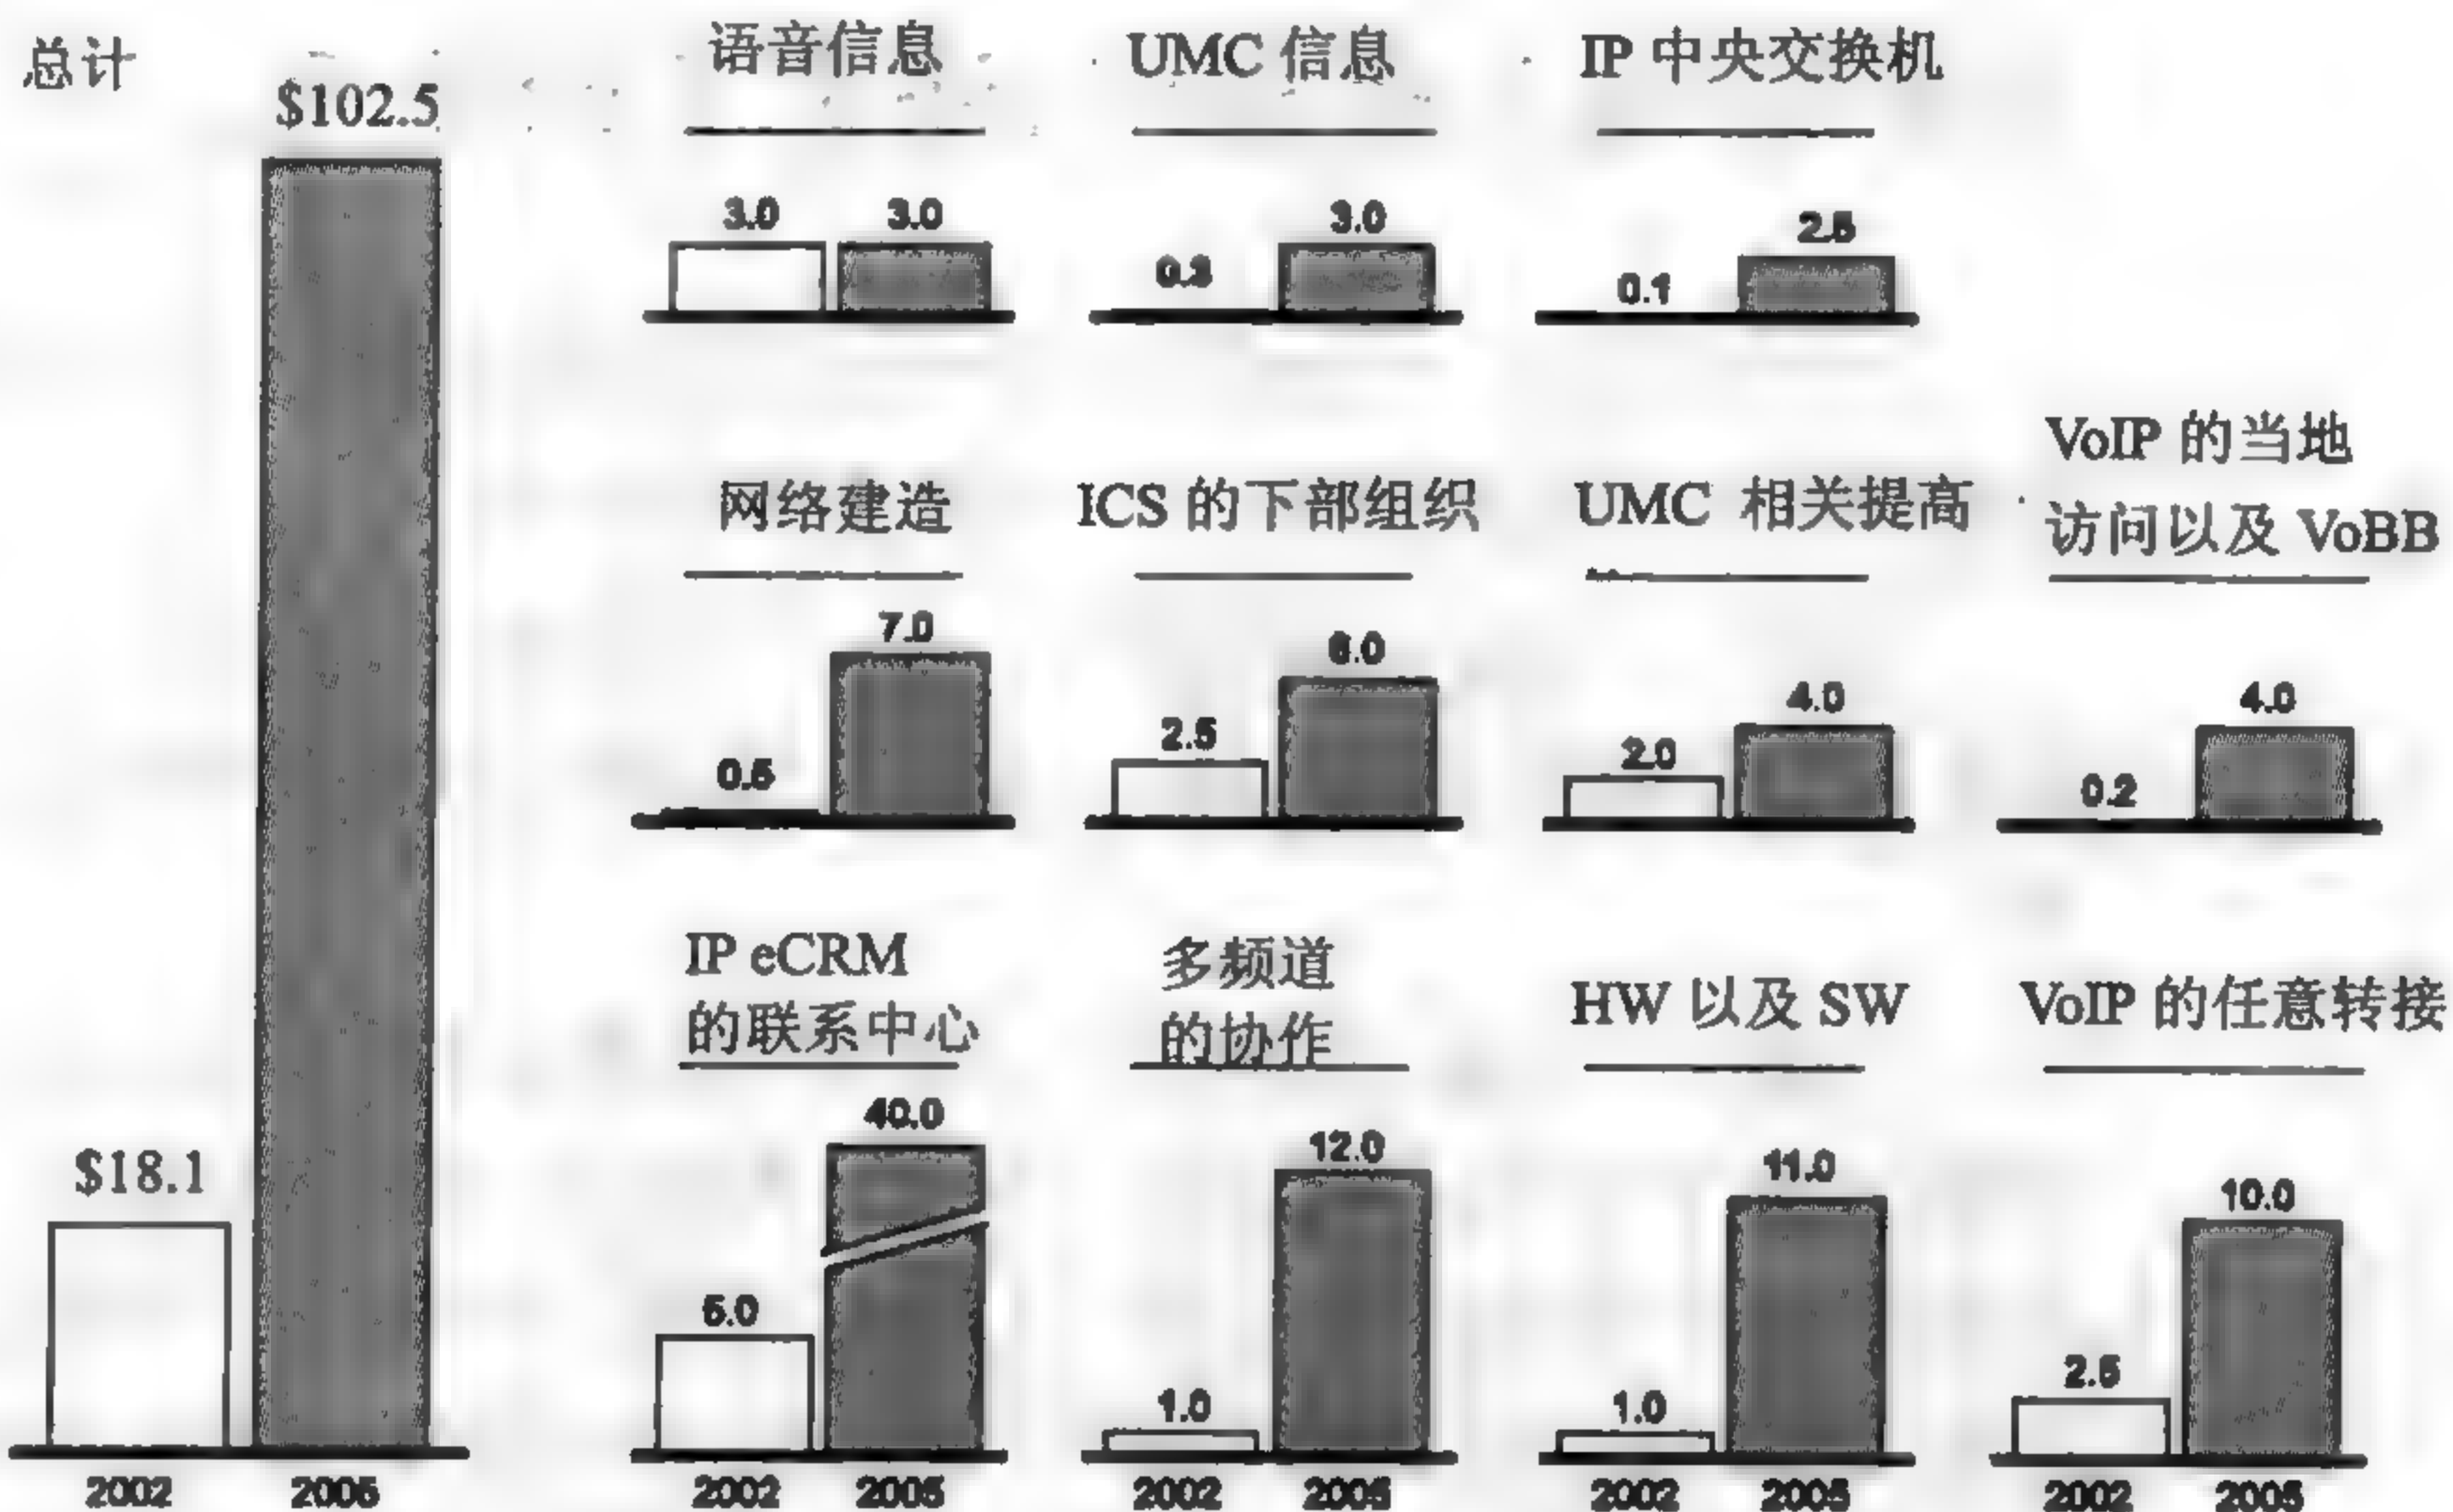 总计
$102.5
$18.1
2002 2005
语音信息
3.0 3.0
UMC 信息
0.3 3.0
IP 中央交换机
0.1 2.5
网络建造
0.5 7.0
ICS 的下部组织
2.5 6.0
UMC 相关提高
2.0 4.0
VoIP 的当地
访问以及 VoBB
0.2 4.0
IP eCRM
的联系中心
5.0 40.0
2002 2005
多频道
的协作
1.0 12.0
2002 2005
HW 以及 SW
1.0 11.0
2002 2005
VoIP 的任意转接
2.5 10.0
2002 2005